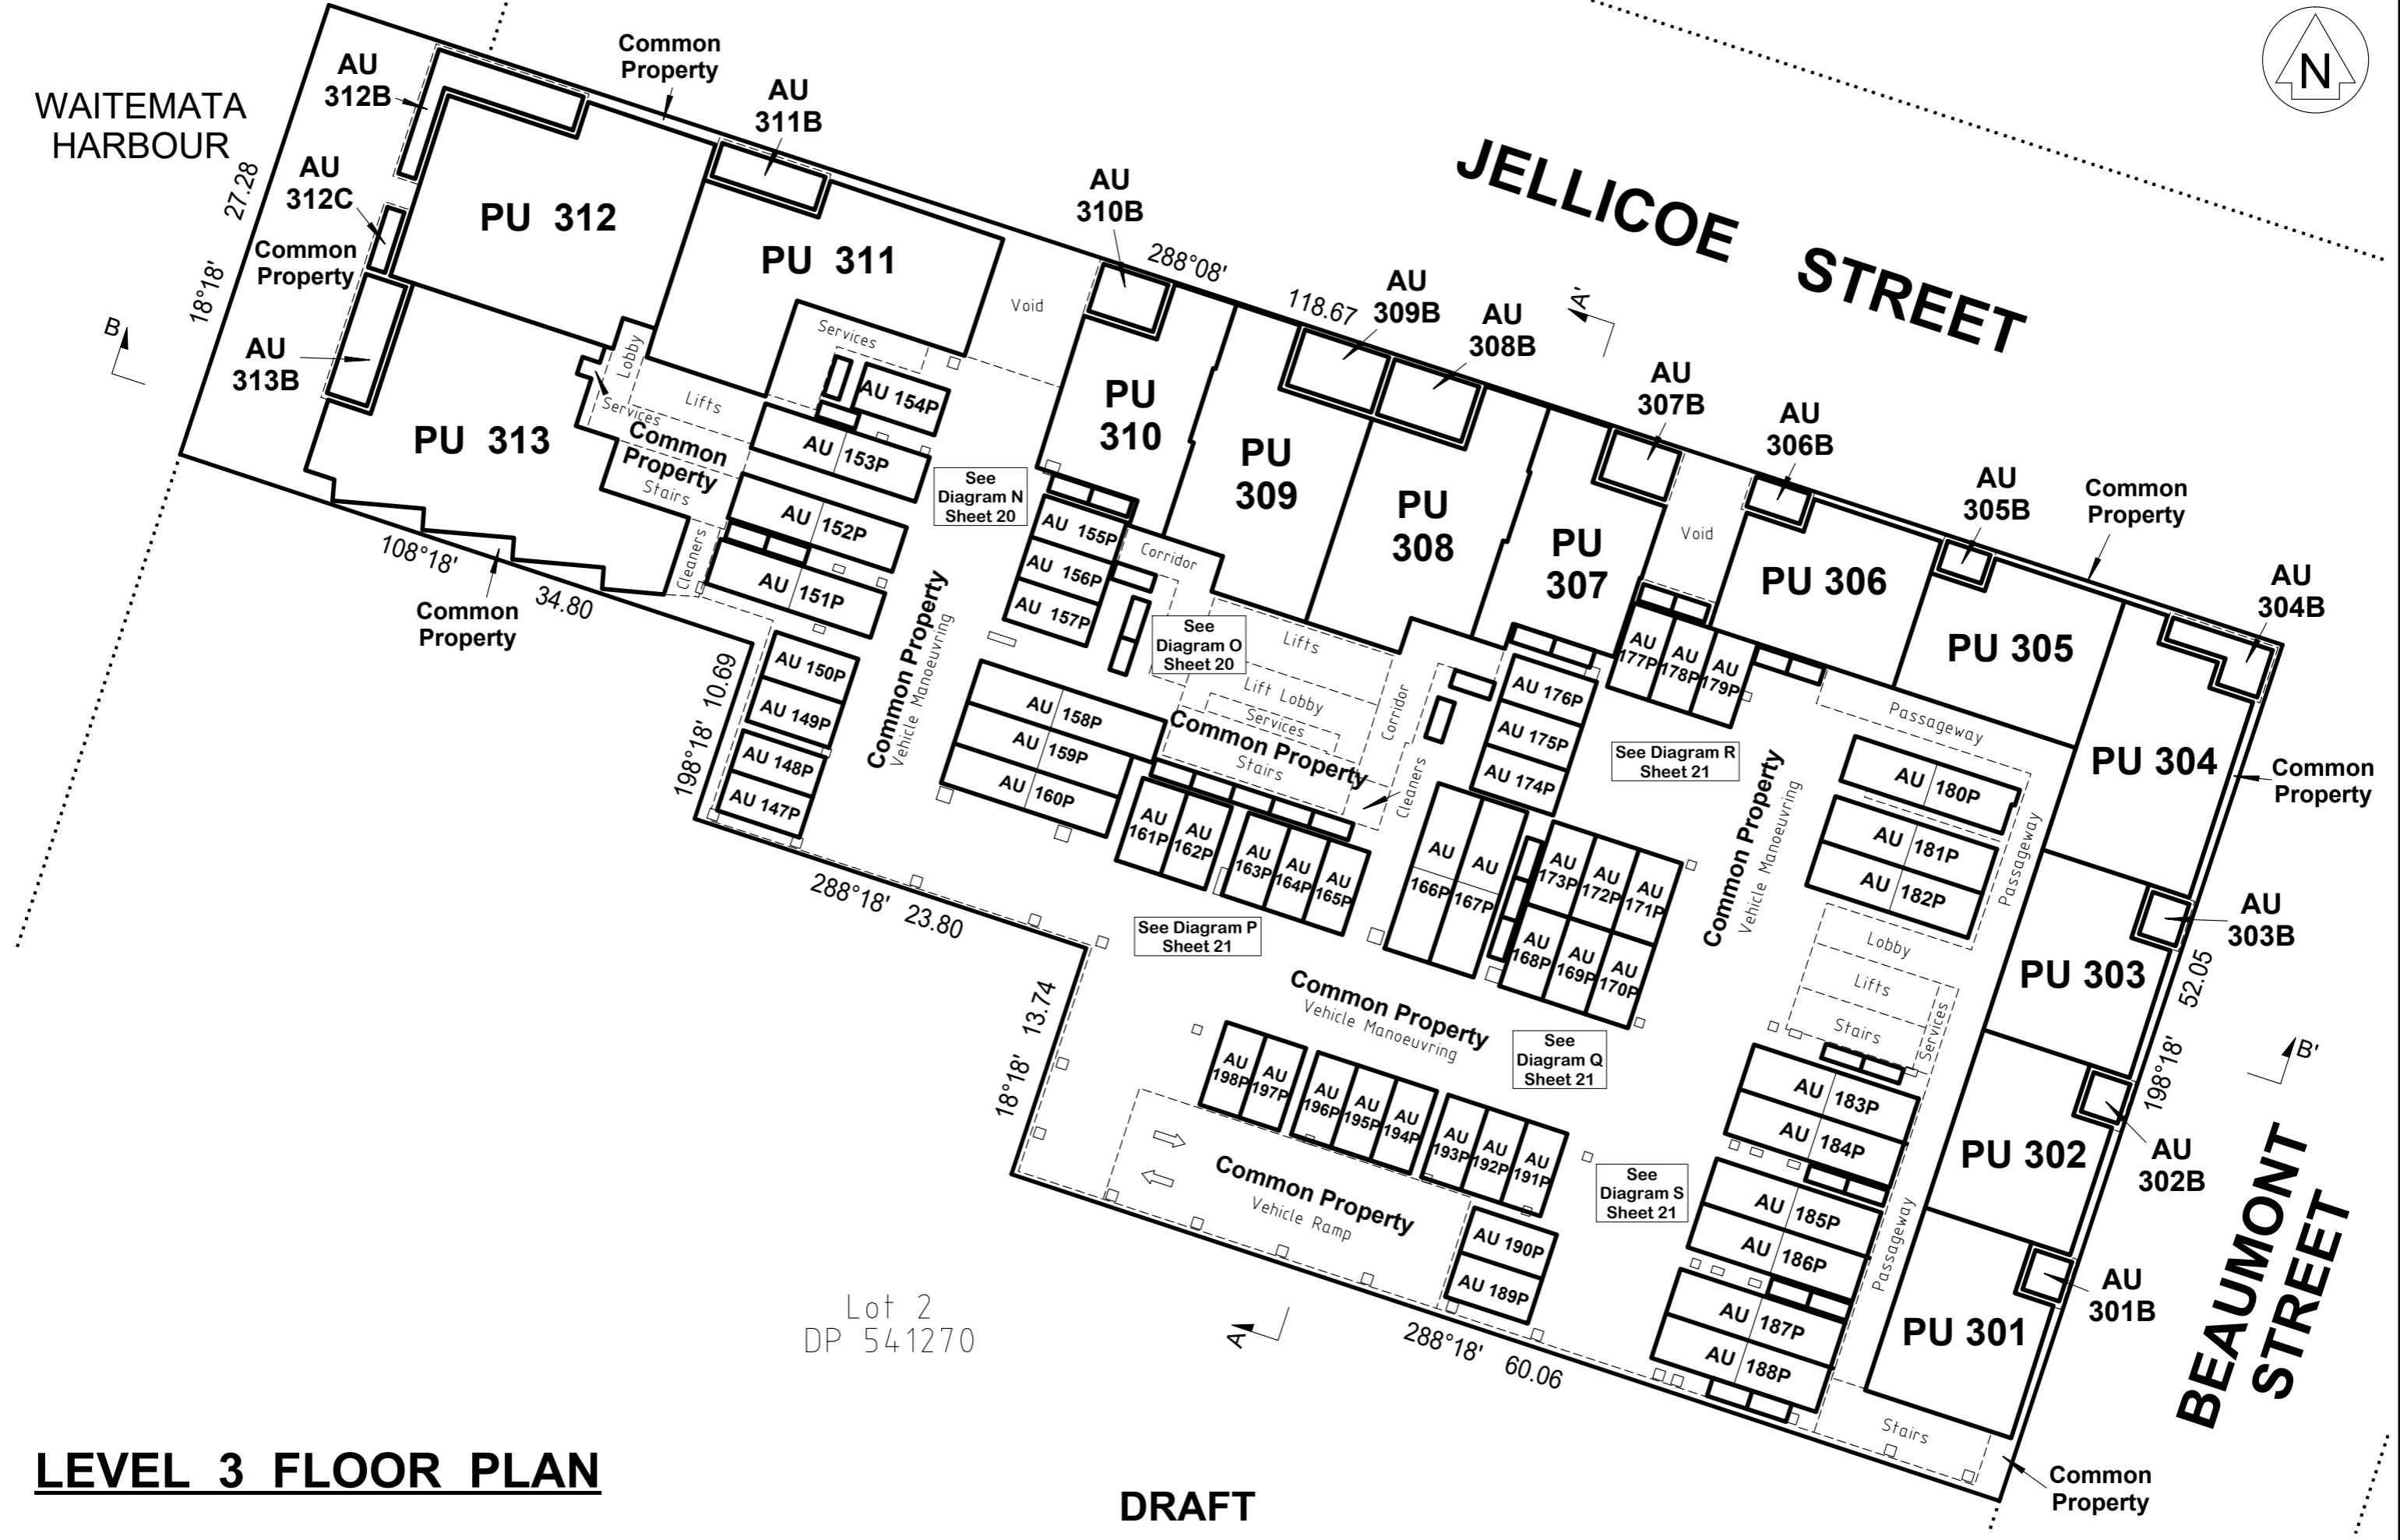 N
WAITEMATA
HARBOUR
AU
312B
Common
Property
AU
311B
AU
312C
Common
Property
AU
310B
JELLICOE STREET
27.28
18°18'
288°08'
118.67
PU 312
PU 311
Void
Services
AU
309B
AU
308B
A'
B
AU
313B
Lobby
Lifts
Services
AU 154P
PU
310
PU
309
PU
308
AU
307B
AU
306B
AU
305B
Common
Property
PU 313
Common
Property
Stairs
AU 153P
See
Diagram N
Sheet 20
AU 152P
AU 155P
Corridor
AU 156P
Void
PU
307
PU 306
AU
304B
108°18'
34.80
Common
Property
Cleaners
AU 151P
AU 157P
See
Diagram O
Sheet 20
Lifts
Lift Lobby
Services
Common Property
Stairs
Corridor
Cleaners
AU
177P
AU
178P
AU
179P
PU 305
PU 304
Common
Property
Passageway
10.69
198°18'
AU 150P
AU 149P
AU 148P
AU 147P
Common Property
Vehicle Manoeuvring
AU 158P
AU 159P
AU 160P
AU 176P
AU 175P
AU 174P
See Diagram R
Sheet 21
Common Property
Vehicle Manoeuvring
AU 180P
AU 181P
AU 182P
Passageway
AU
161P
AU
162P
AU
163P
AU
164P
AU
165P
AU
166P
AU
167P
AU
173P
AU
172P
AU
171P
AU
168P
AU
169P
AU
170P
288°18' 23.80
See Diagram P
Sheet 21
Lobby
Lifts
Stairs
Services
PU 303
AU
303B
52.05
198°18'
13.74
18°18'
Common Property
Vehicle Manoeuvring
See
Diagram Q
Sheet 21
AU
198P
AU
197P
AU
196P
AU
195P
AU
194P
AU
193P
AU
192P
AU
191P
AU 183P
AU 184P
PU 302
AU
302B
B'
Common Property
Vehicle Ramp
See
Diagram S
Sheet 21
AU 185P
AU 186P
Passageway
AU 190P
AU 189P
AU 187P
AU 188P
PU 301
AU
301B
BEAUMONT
STREET
Lot 2
DP 541270
A
288°18' 60.06
Stairs
Common
Property
LEVEL 3 FLOOR PLAN
DRAFT